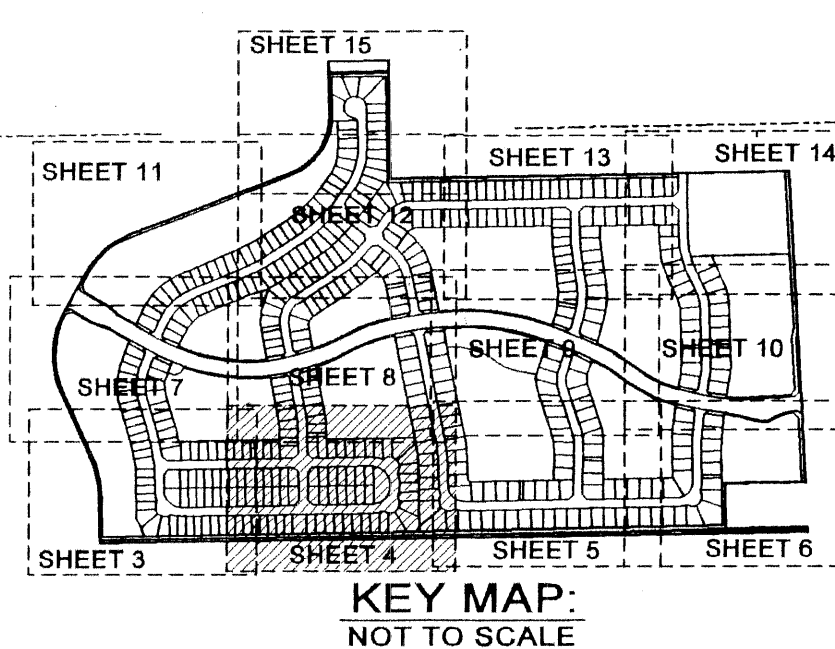 SHEET 15
SHEET 13
SHEET 14
SHEET 11
SHEET 12
SHEET 9
SHEET 10
SHEET 7
SHEET 8
SHEET 3
SHEET 4
SHEET 5
SHEET 6
KEY MAP:
NOT TO SCALE